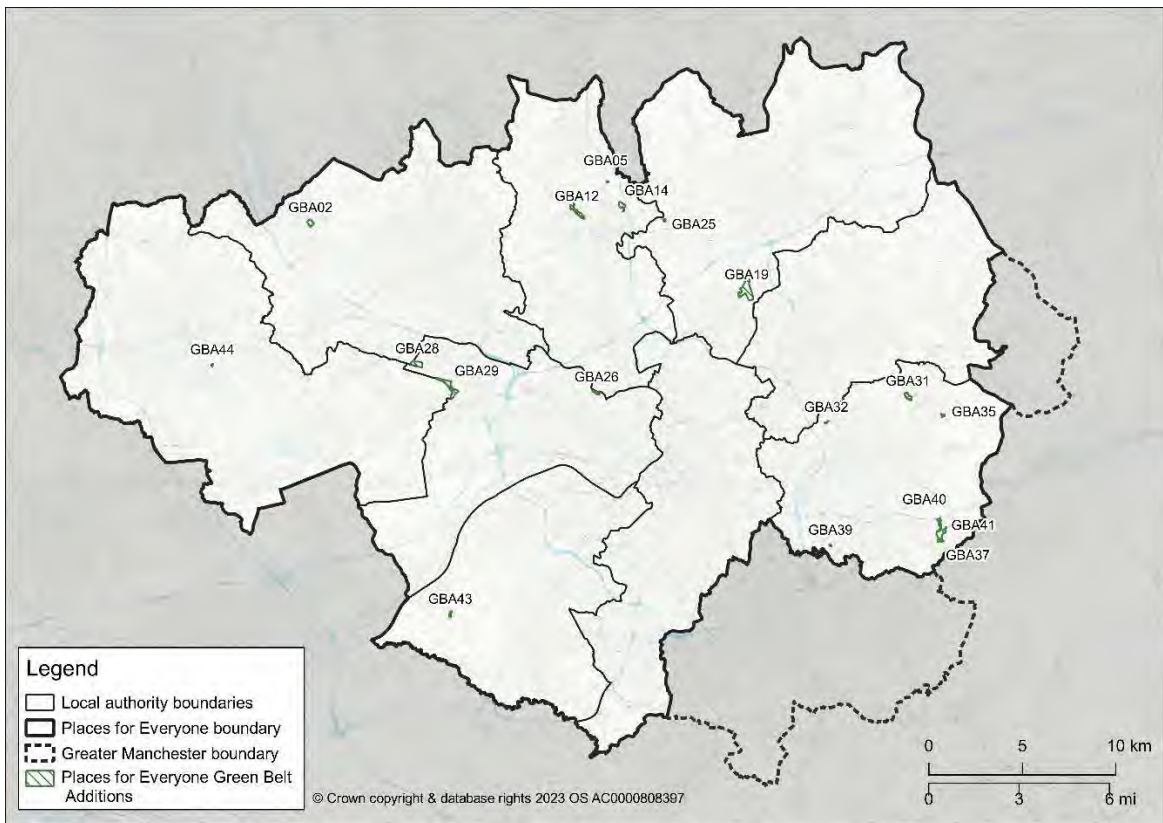 GBA05
GBA12
GBA14
GBA02
GBA25
GBA19
GBA44
GBA28
GBA29
GBA26
GBA31
GBA32
GBA35
GBA40
GBA39
GBA41
GBA37
GBA43
Legend
Local authority boundaries
Places for Everyone boundary
Greater Manchester boundary
Places for Everyone Green Belt
Additions
© Crown copyright & database rights 2023 OS AC0000808397
0 5 10 km
0 3 6 mi